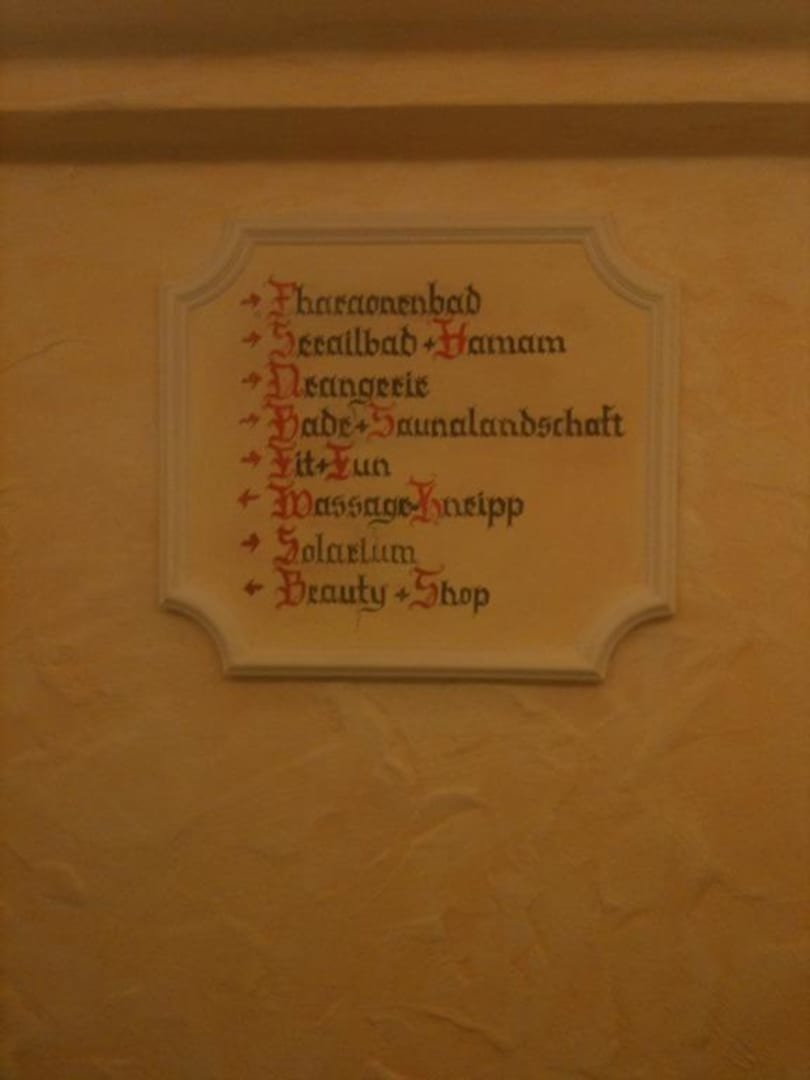 → Pharaonenbad
→ Serailbad + Hamam
→ Orangerie
→ Bade + Saunalandschaft
→ Fit + Fun
← Massage-Kneipp
→ Solarium
← Beauty + Shop